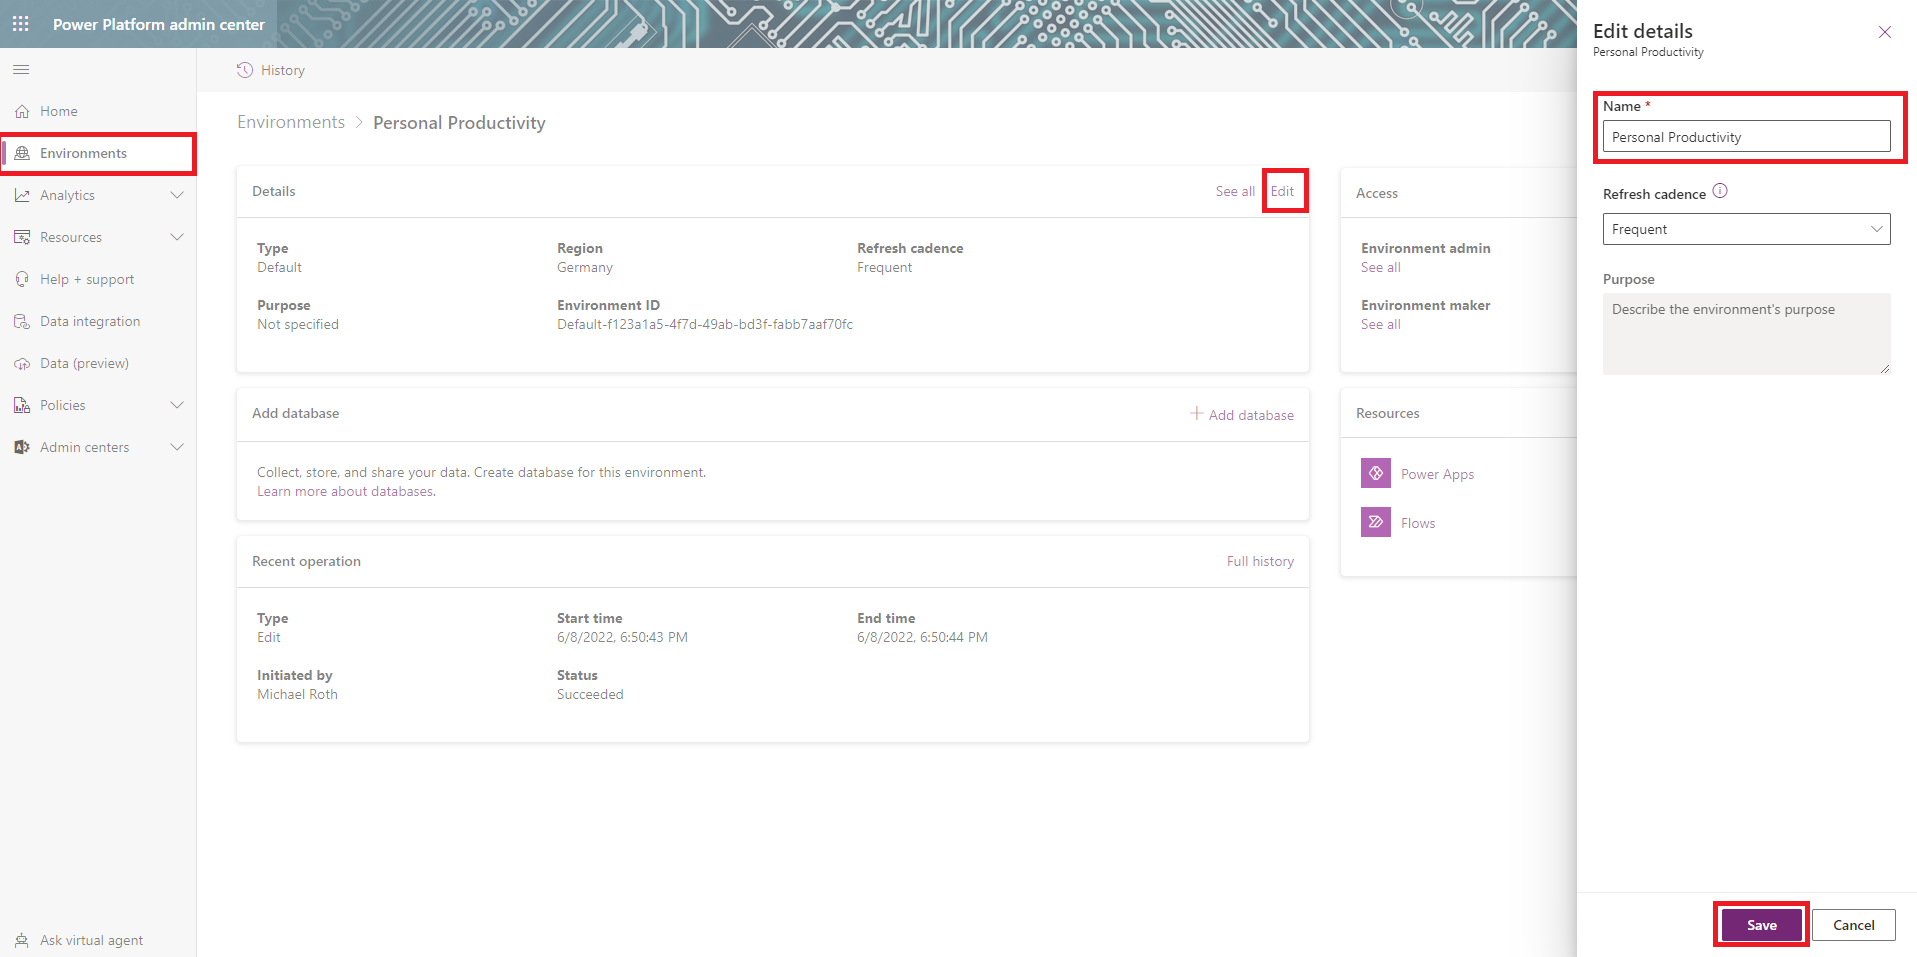 Power Platform admin center
Home
Environments
Analytics
Resources
Help + support
Data integration
Data (preview)
Policies
Admin centers
Ask virtual agent
History
Environments > Personal Productivity
Details
See all
Edit
Type
Default
Region
Germany
Refresh cadence
Frequent
Purpose
Not specified
Environment ID
Default-f123a1a5-4f7d-49ab-bd3f-fabb7aaf70fc
Add database
+ Add database
Collect, store, and share your data. Create database for this environment.
Learn more about databases.
Recent operation
Full history
Type
Edit
Start time
6/8/2022, 6:50:43 PM
End time
6/8/2022, 6:50:44 PM
Initiated by
Michael Roth
Status
Succeeded
Access
Environment admin
See all
Environment maker
See all
Resources
Power Apps
Flows
Edit details
Personal Productivity
Name *
Personal Productivity
Refresh cadence
Frequent
Purpose
Describe the environment's purpose
Save
Cancel